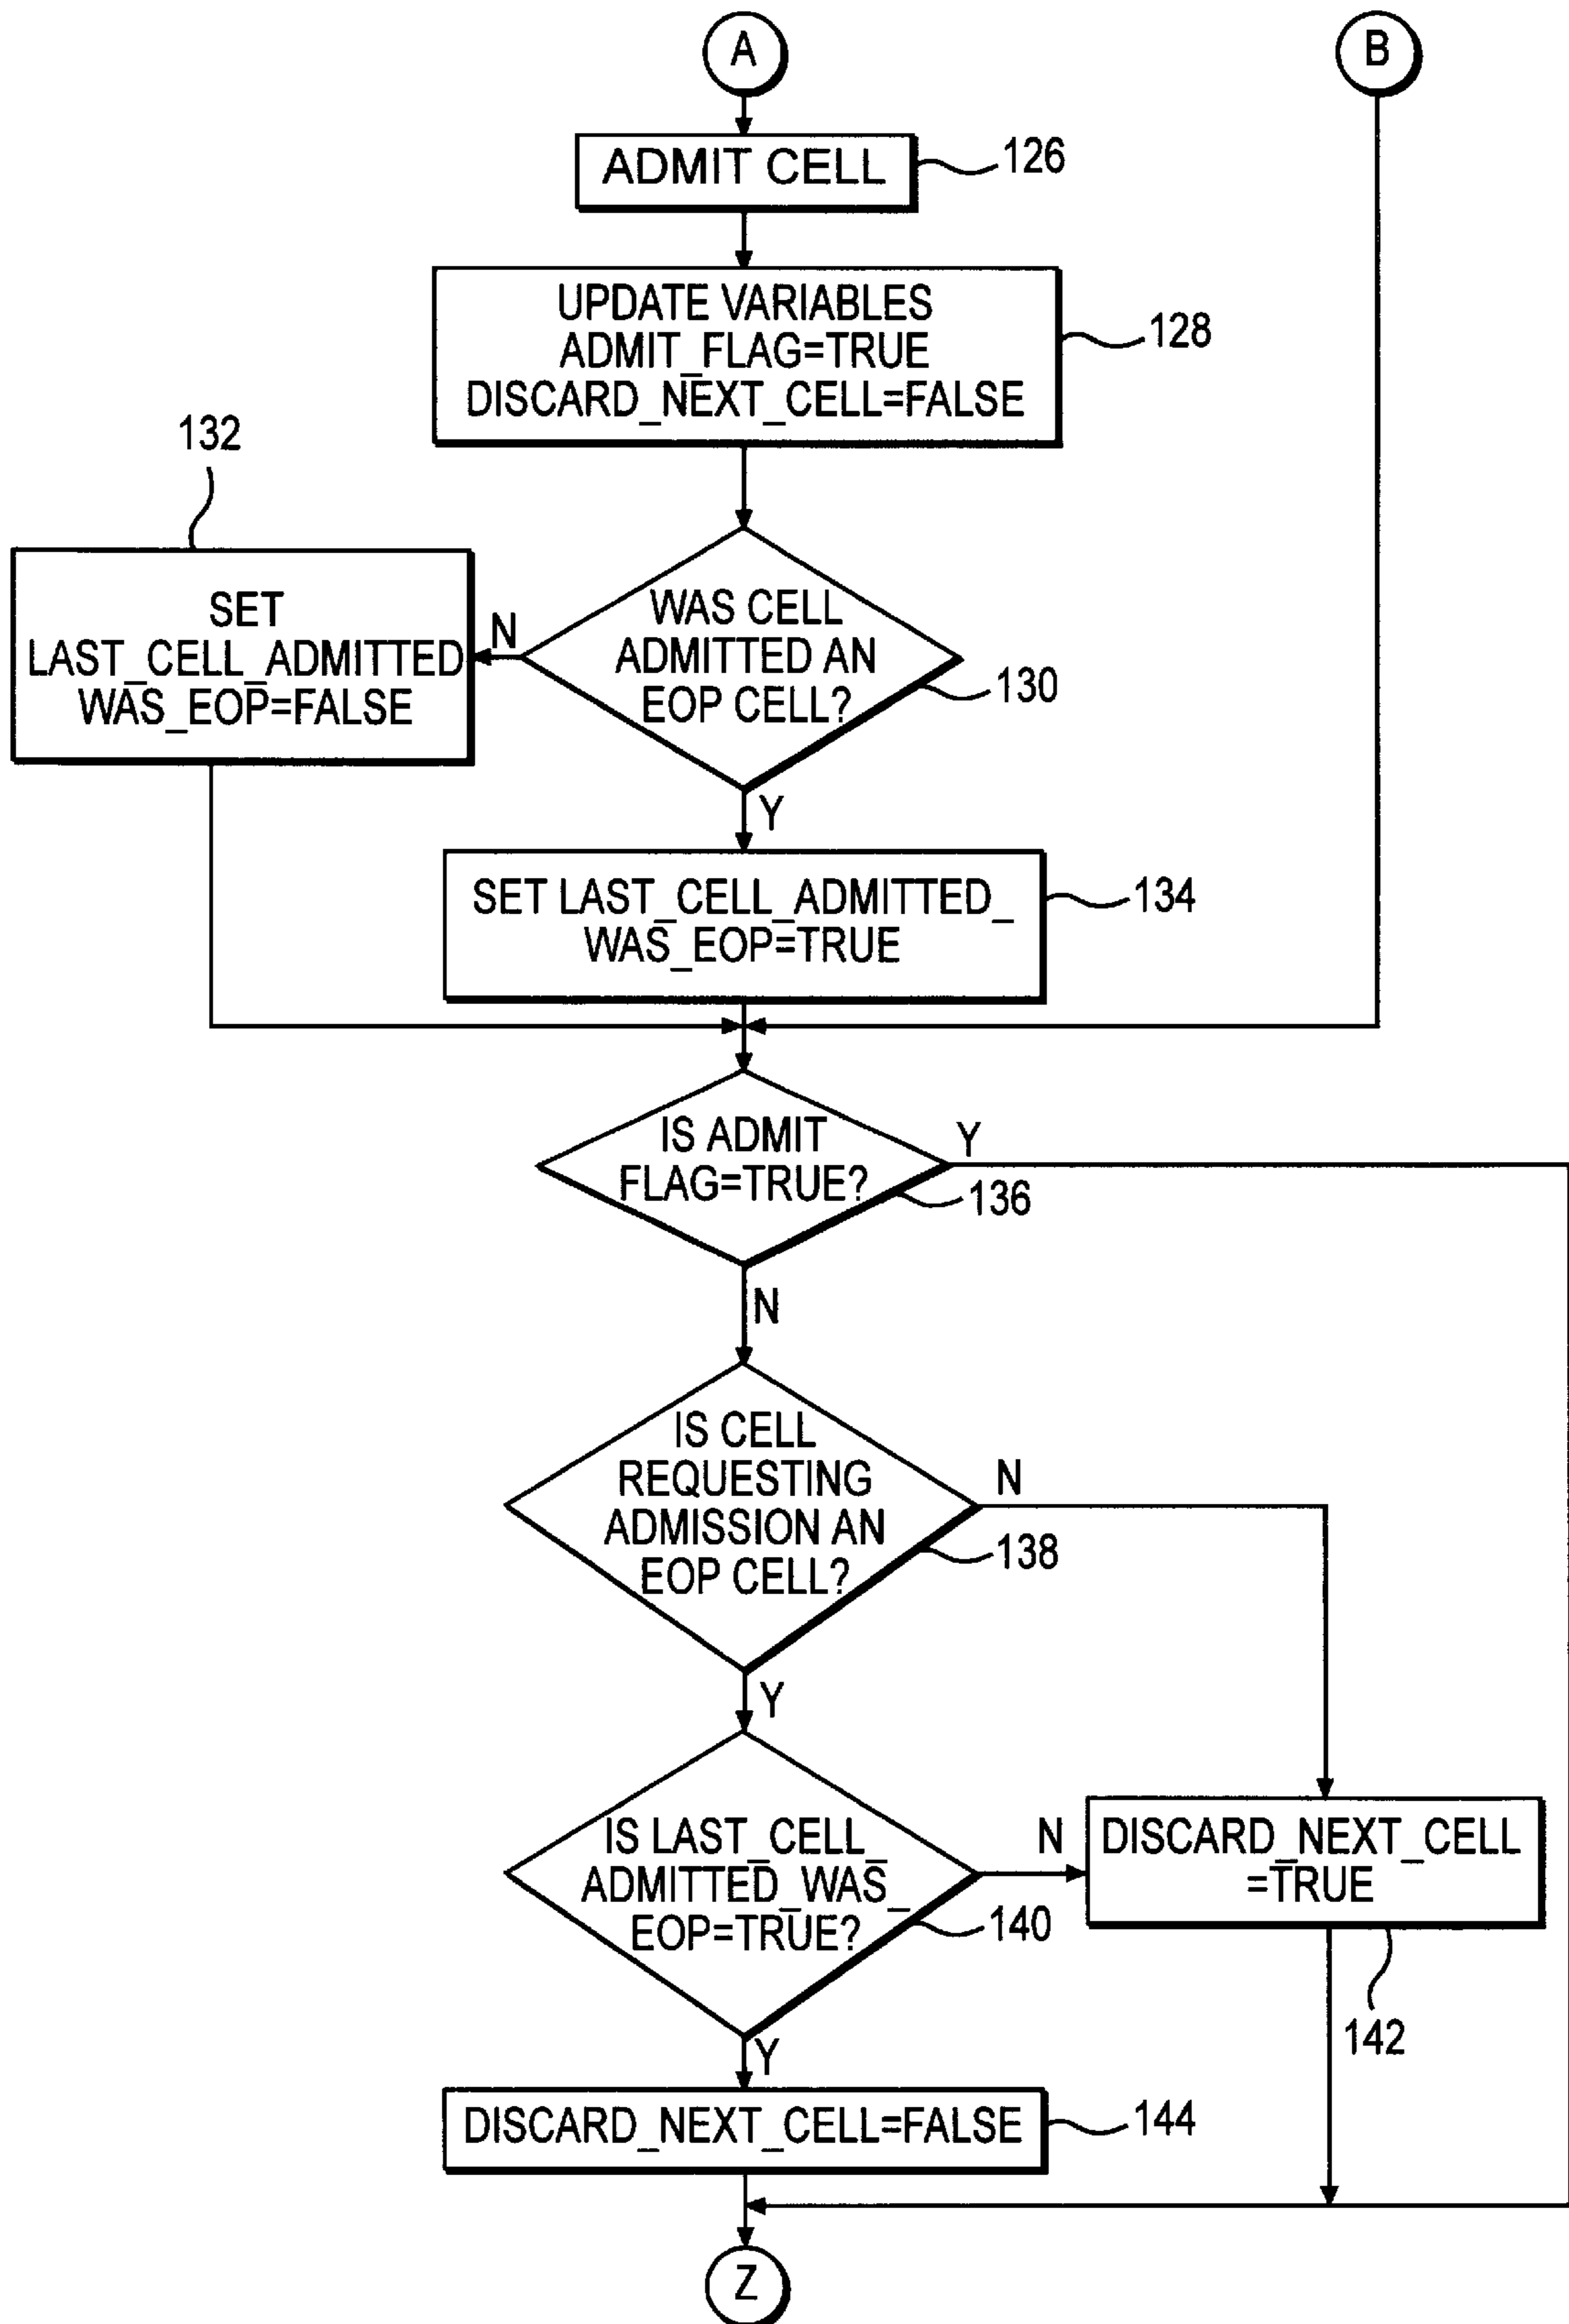 A
B
ADMIT CELL
126
UPDATE VARIABLES
ADMIT_FLAG=TRUE
DISCARD_NEXT_CELL=FALSE
128
132
SET
LAST_CELL_ADMITTED
WAS_EOP=FALSE
N
WAS CELL
ADMITTED AN
EOP CELL?
130
Y
SET LAST_CELL_ADMITTED_
WAS_EOP=TRUE
134
IS ADMIT
FLAG=TRUE?
Y
136
N
IS CELL
REQUESTING
ADMISSION AN
EOP CELL?
N
138
Y
IS LAST_CELL_
ADMITTED_WAS_
EOP=TRUE?
N
140
DISCARD_NEXT_CELL
=TRUE
142
Y
DISCARD_NEXT_CELL=FALSE
144
Z